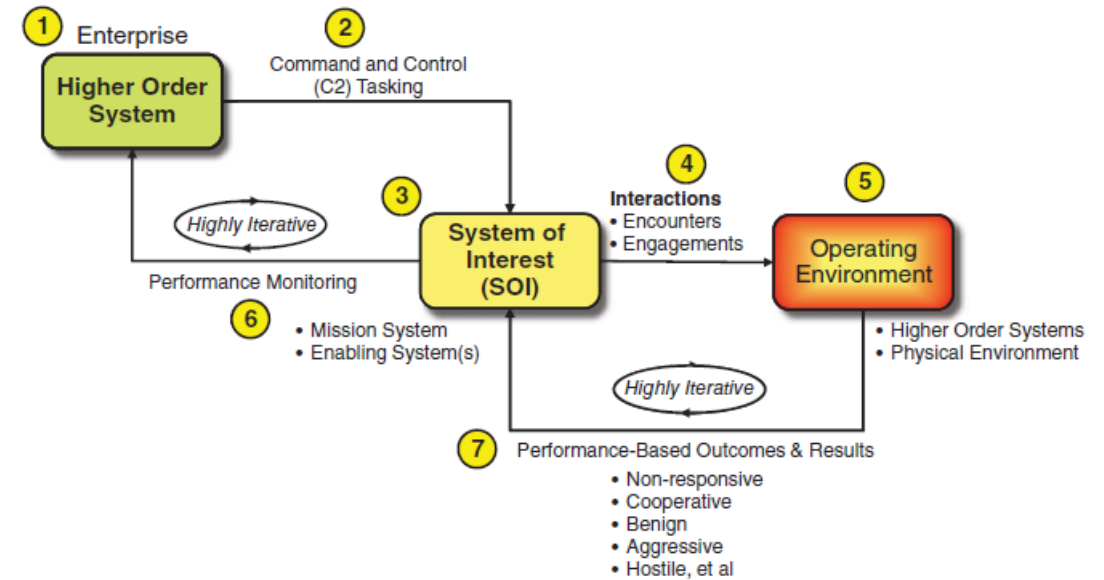 1
Enterprise
Higher Order
System
2
Command and Control
(C2) Tasking
Highly Iterative
Performance Monitoring
6
3
System of
Interest
(SOI)
• Mission System
• Enabling System(s)
4
Interactions
• Encounters
• Engagements
5
Operating
Environment
• Higher Order Systems
• Physical Environment
Highly Iterative
7
Performance-Based Outcomes & Results
• Non-responsive
• Cooperative
• Benign
• Aggressive
• Hostile, et al